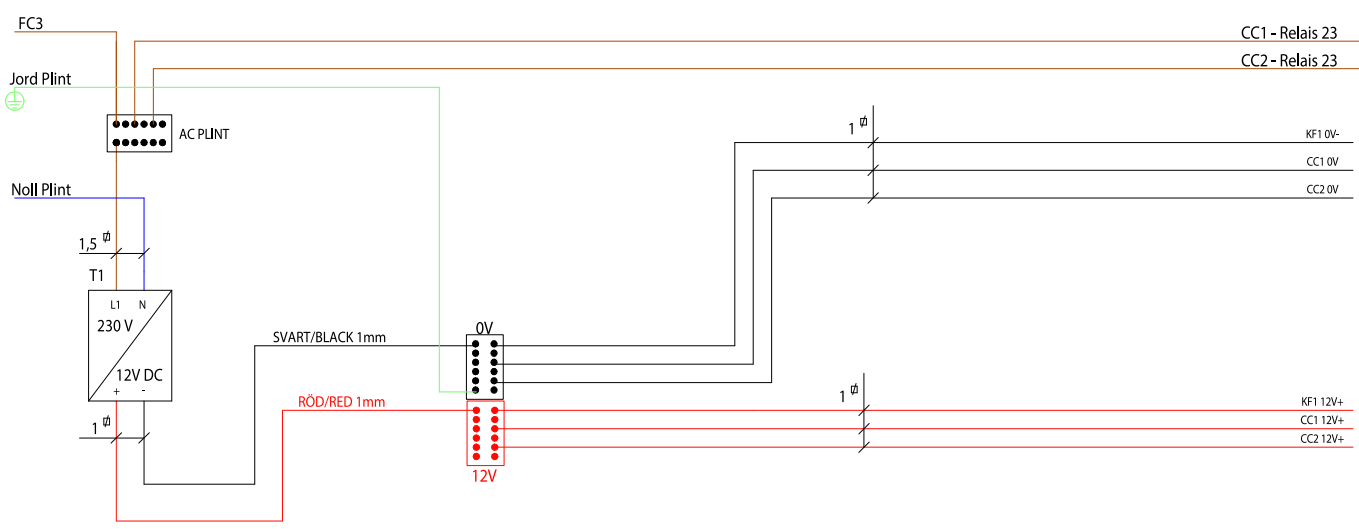 FC3
CC1 - Relais 23
CC2 - Relais 23
Jord Plint
AC PLINT
1 ⌀
KF1 0V-
CC1 0V
CC2 0V
Noll Plint
1,5 ⌀
T1
L1 N
230 V
12V DC
+ -
SVART/BLACK 1mm
0V
RÖD/RED 1mm
12V
1 ⌀
1 ⌀
KF1 12V+
CC1 12V+
CC2 12V+